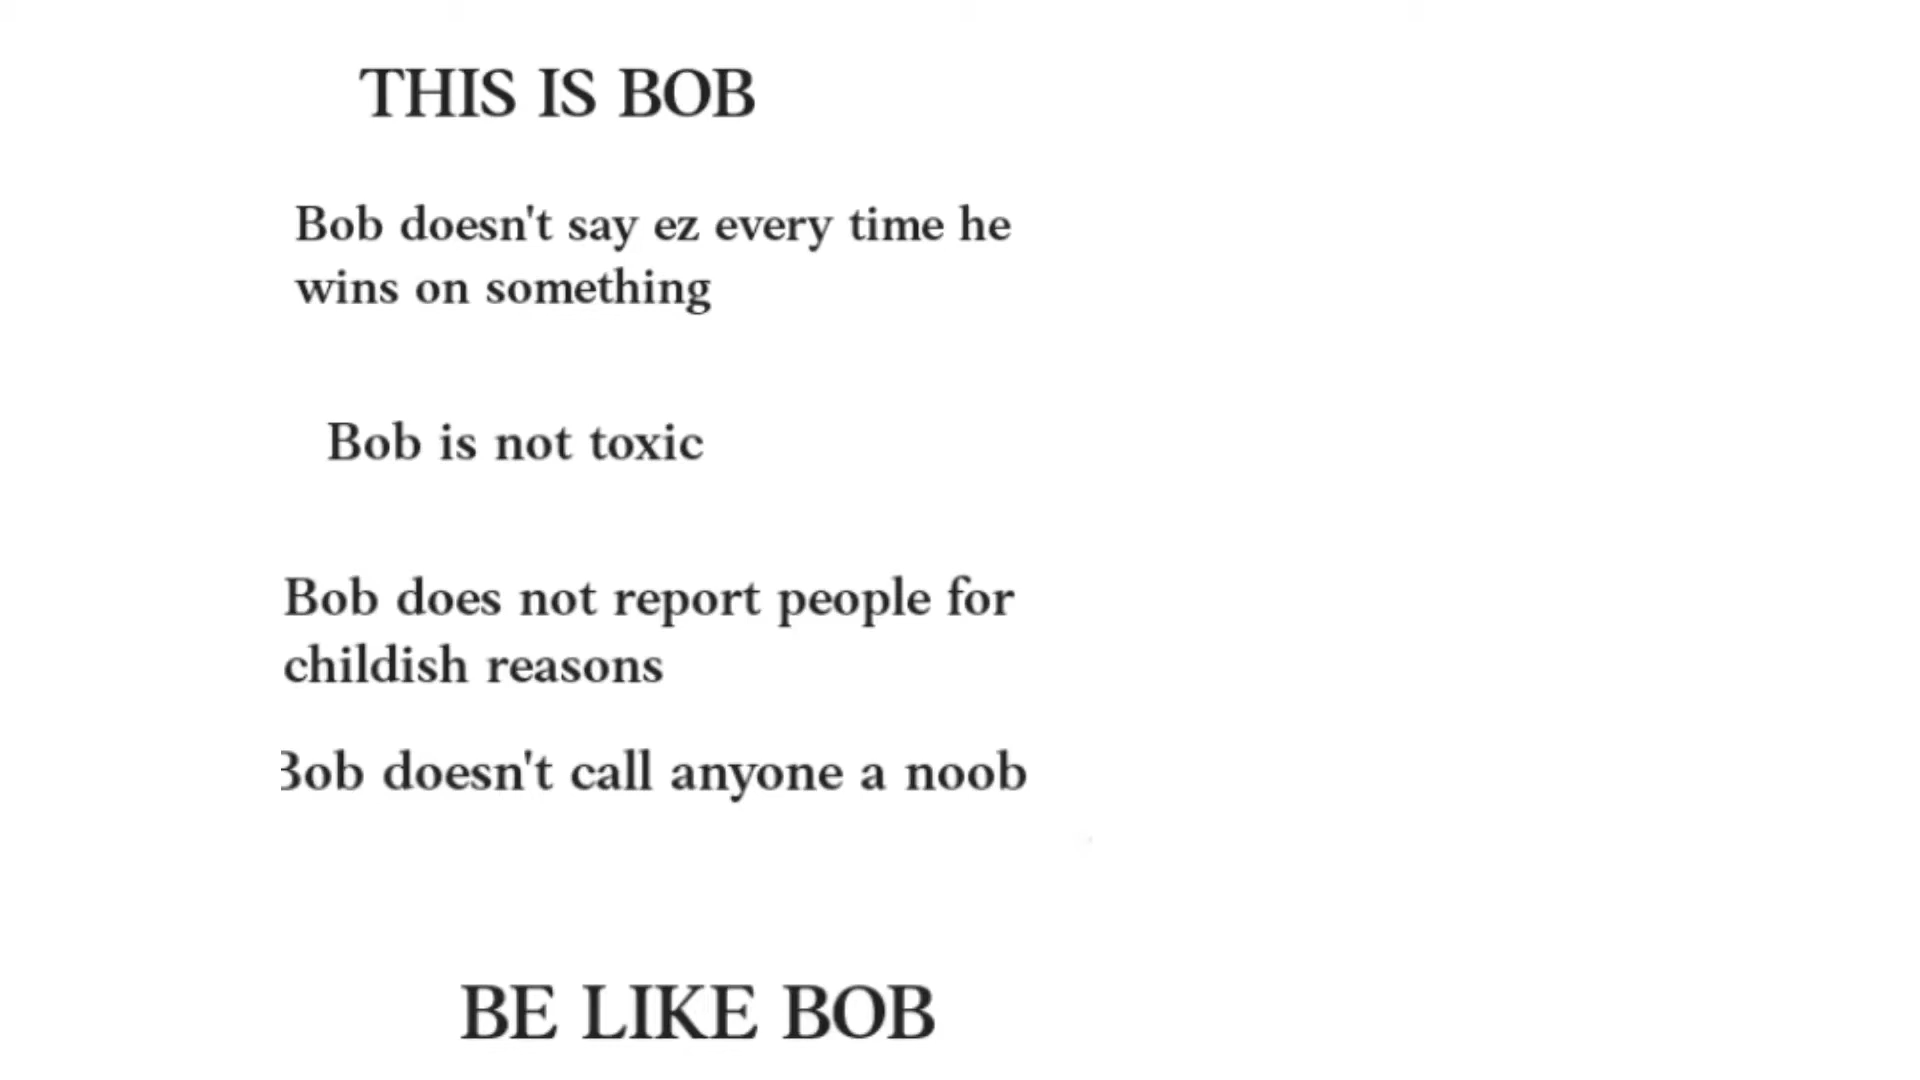 THIS IS BOB
Bob doesn't say ez every time he
wins on something
Bob is not toxic
Bob does not report people for
childish reasons
Bob doesn't call anyone a noob
BE LIKE BOB